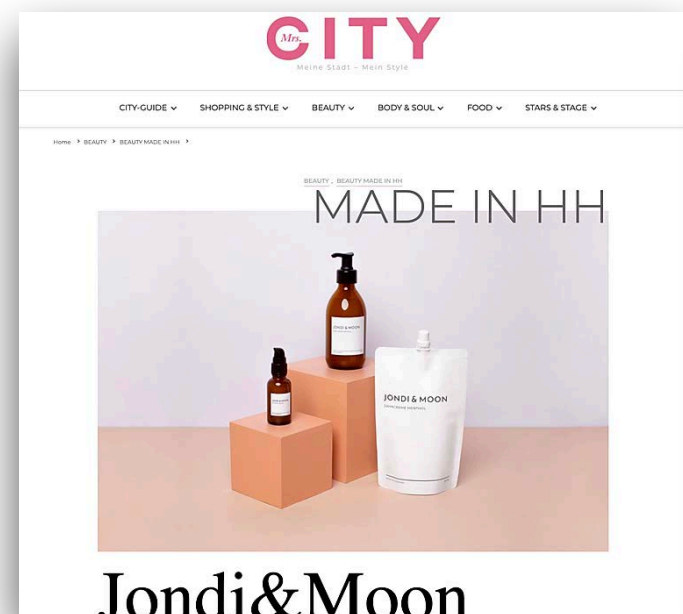 Mrs.
CITY
Meine Stadt – Mein Style
CITY-GUIDE SHOPPING & STYLE BEAUTY BODY & SOUL FOOD STARS & STAGE
Home > BEAUTY > BEAUTY MADE IN HH >
BEAUTY , BEAUTY MADE IN HH
MADE IN HH
JONDI & MOON
JONDI & MOON
Jondi&Moon